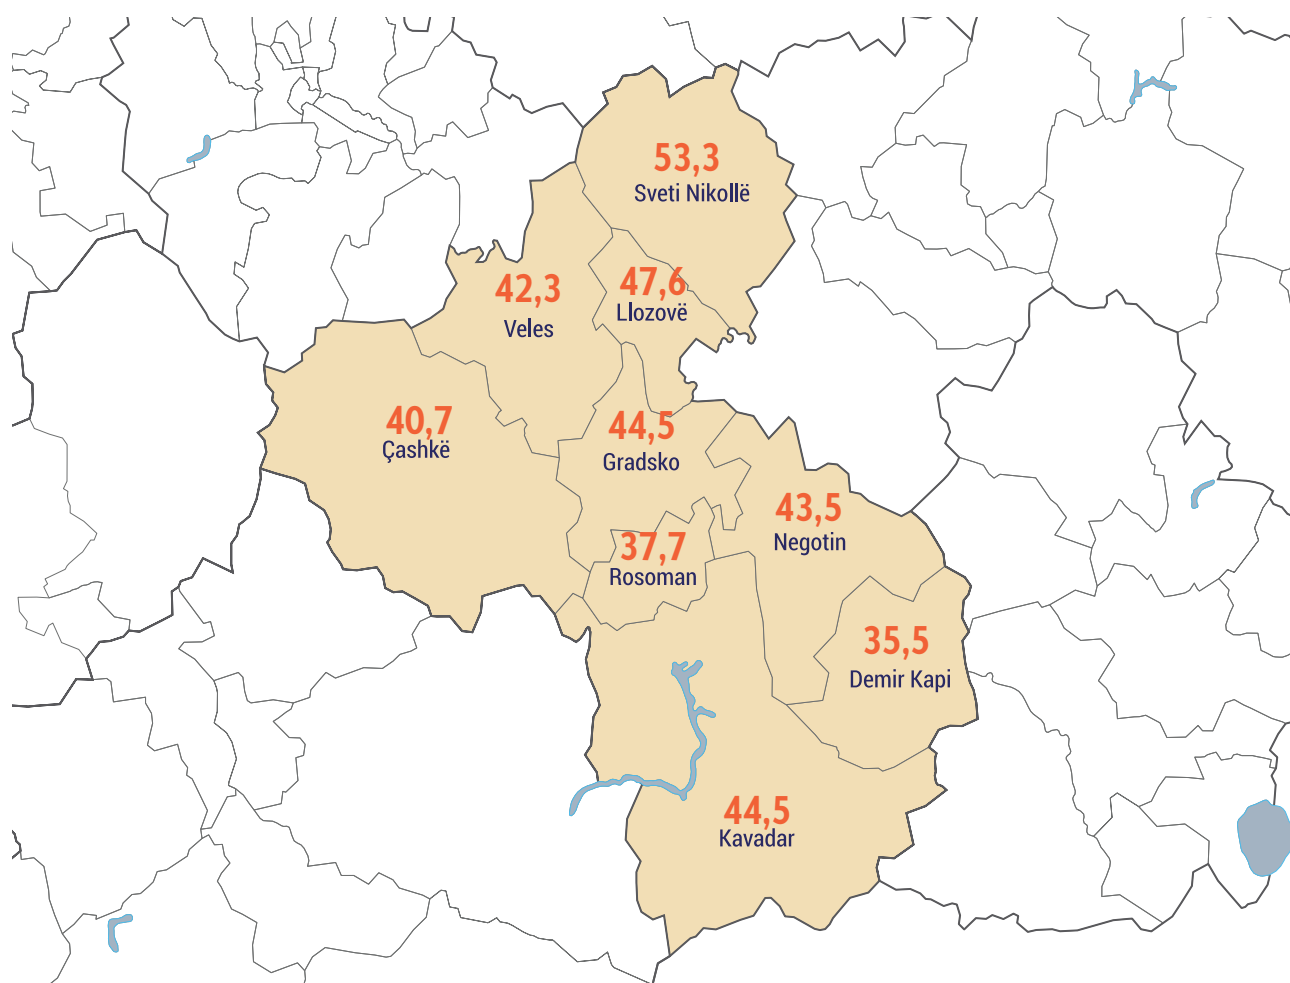 53,3
Sveti Nikollë
42,3
Veles
47,6
Llozovë
40,7
Çashkë
44,5
Gradsko
43,5
Negotin
37,7
Rosoman
35,5
Demir Kapi
44,5
Kavadar